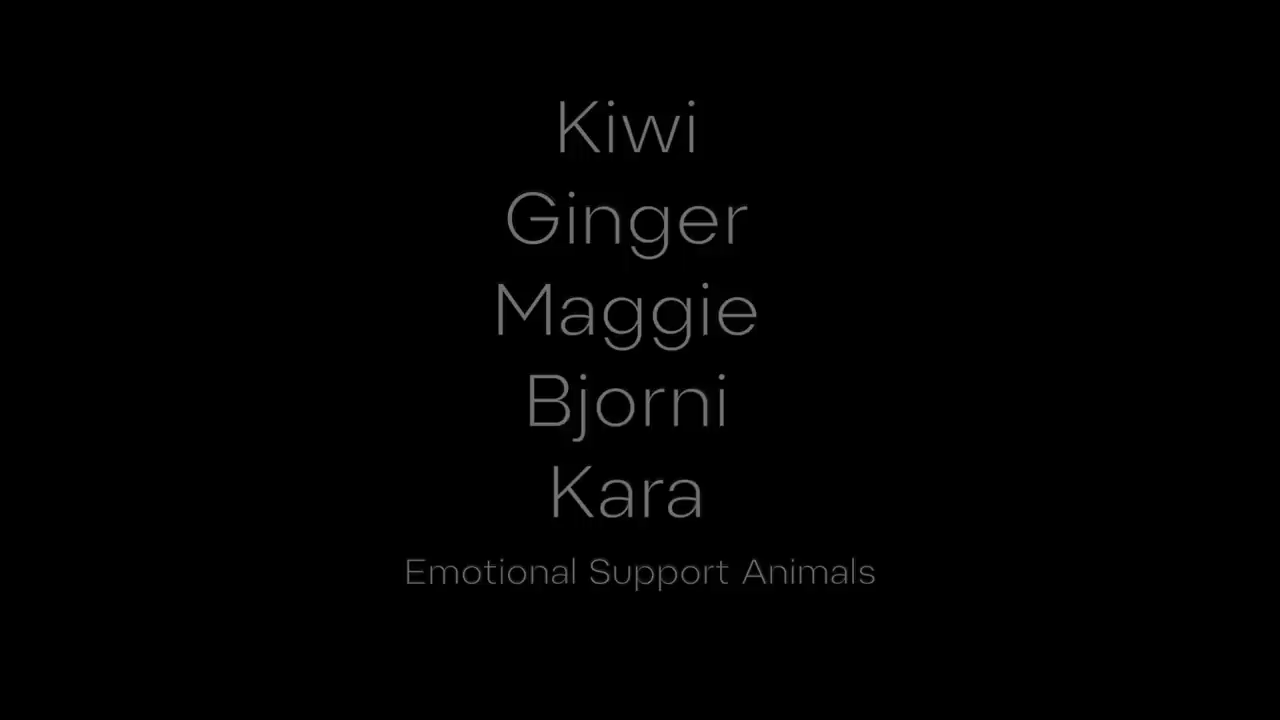 Kiwi
Ginger
Maggie
Bjorni
Kara
Emotional Support Animals